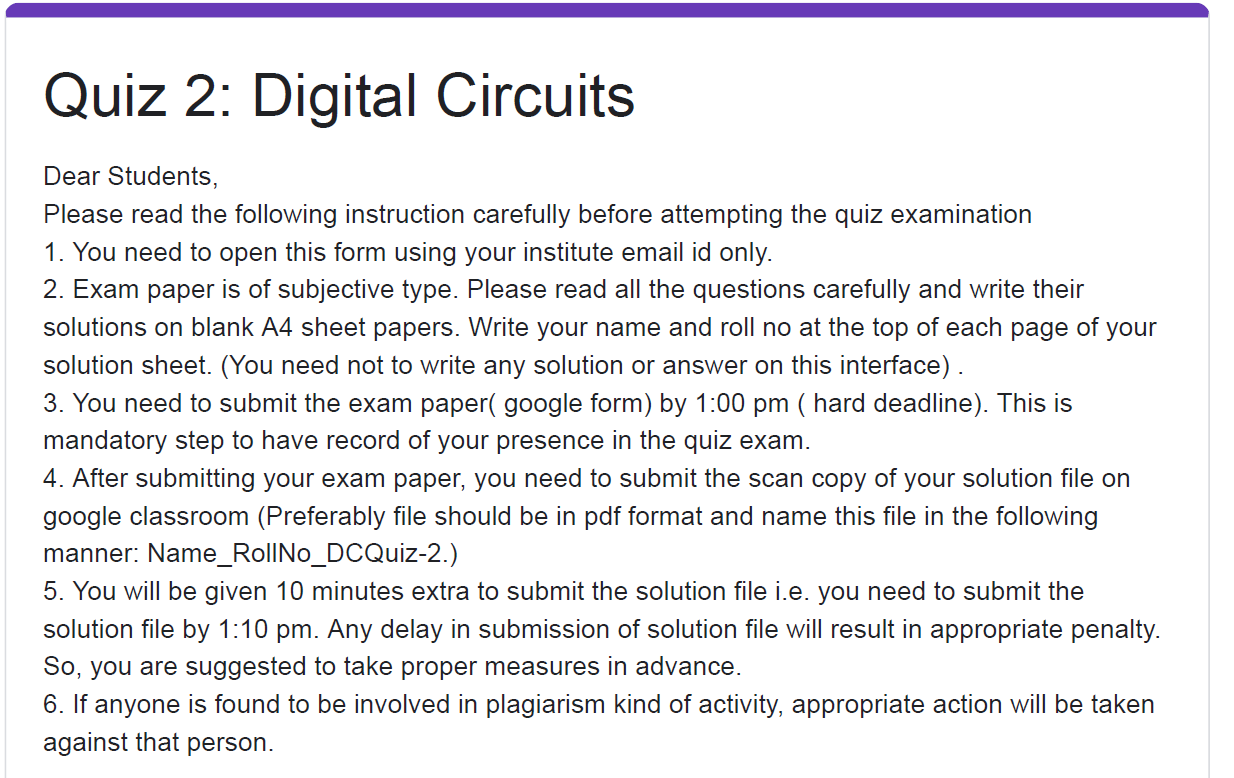 Quiz 2: Digital Circuits
Dear Students,
Please read the following instruction carefully before attempting the quiz examination
1. You need to open this form using your institute email id only.
2. Exam paper is of subjective type. Please read all the questions carefully and write their
solutions on blank A4 sheet papers. Write your name and roll no at the top of each page of your
solution sheet. (You need not to write any solution or answer on this interface) .
3. You need to submit the exam paper( google form) by 1:00 pm ( hard deadline). This is
mandatory step to have record of your presence in the quiz exam.
4. After submitting your exam paper, you need to submit the scan copy of your solution file on
google classroom (Preferably file should be in pdf format and name this file in the following
manner: Name_RollNo_DCQuiz-2.)
5. You will be given 10 minutes extra to submit the solution file i.e. you need to submit the
solution file by 1:10 pm. Any delay in submission of solution file will result in appropriate penalty.
So, you are suggested to take proper measures in advance.
6. If anyone is found to be involved in plagiarism kind of activity, appropriate action will be taken
against that person.